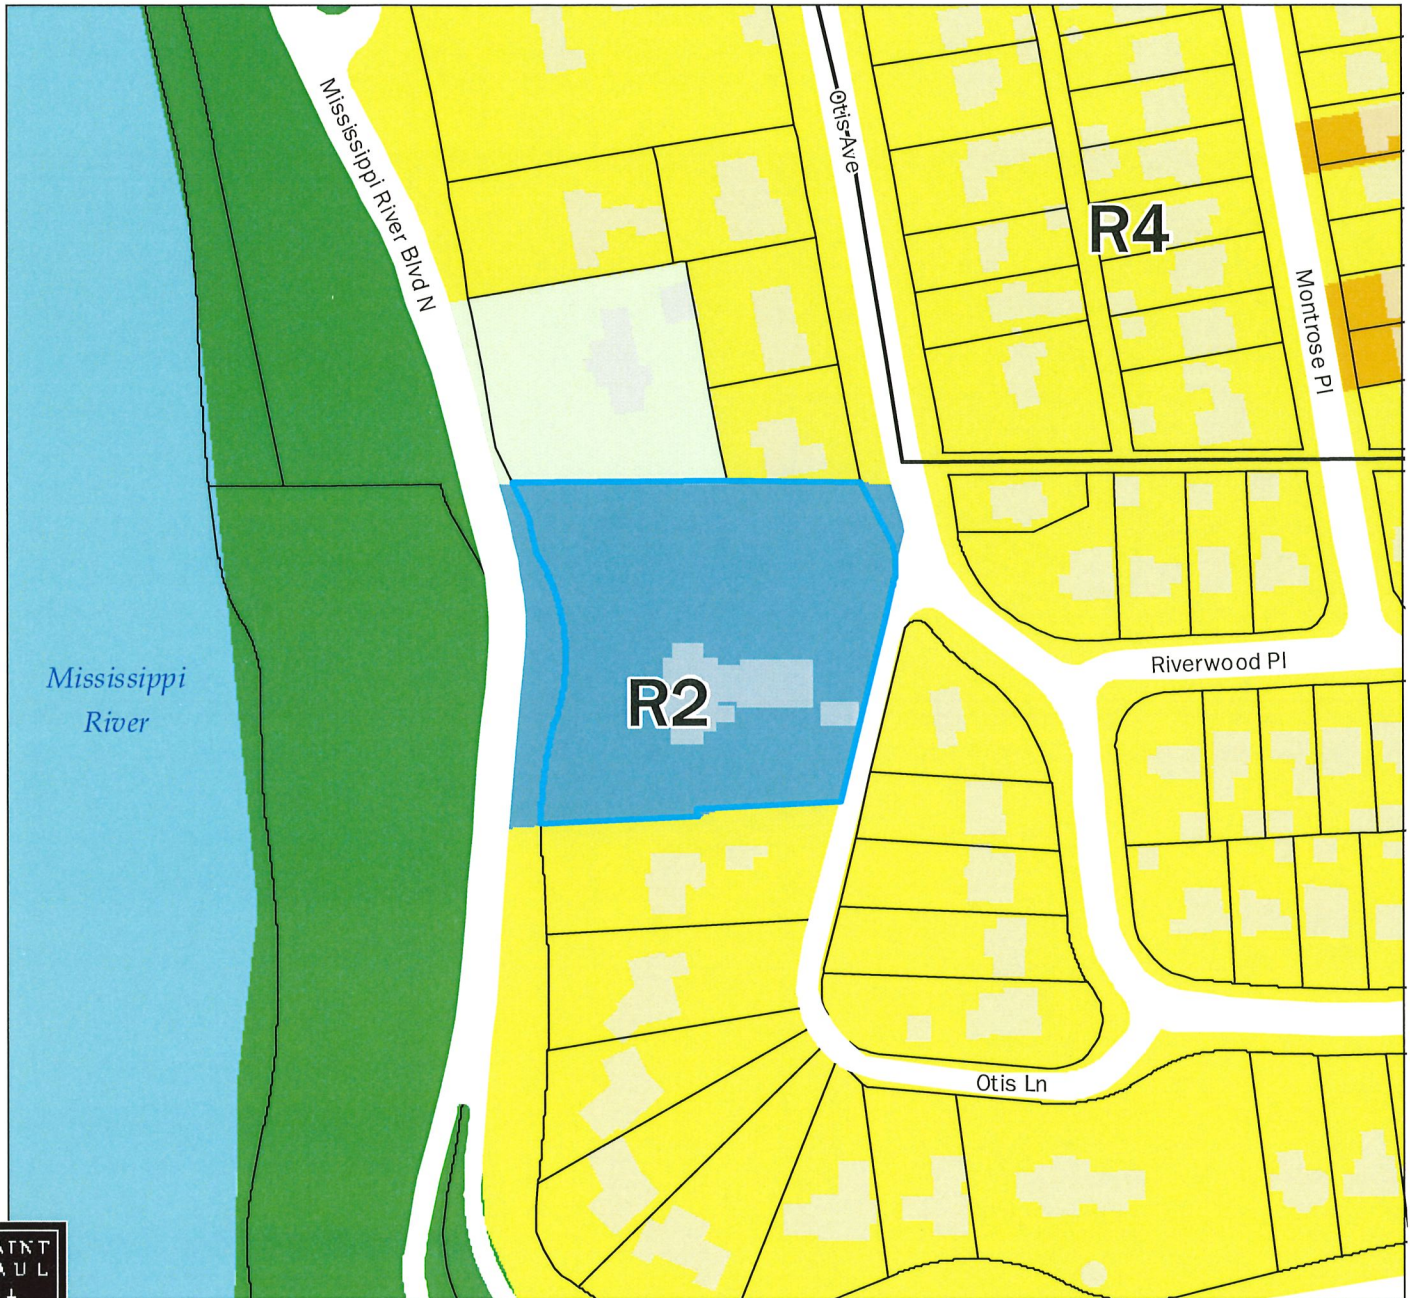 Mississippi River Blvd N
Otis Ave
R4
Montrose Pl
Mississippi
River
R2
Riverwood Pl
Otis Ln